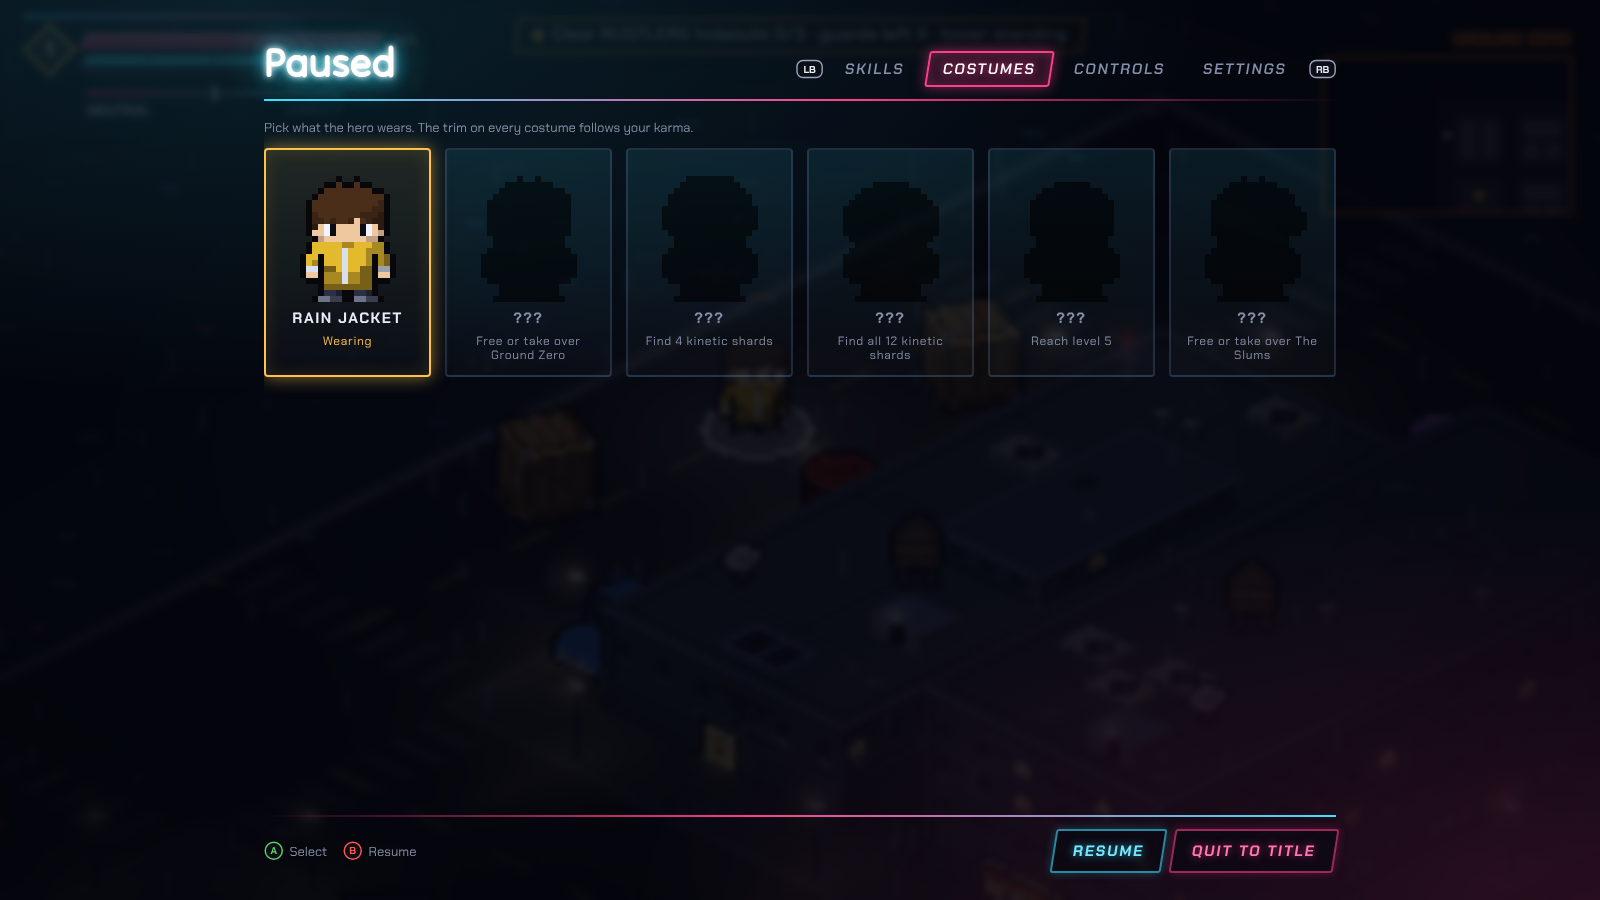 Paused
LB SKILLS COSTUMES CONTROLS SETTINGS RB
Pick what the hero wears. The trim on every costume follows your karma.
RAIN JACKET
Wearing
???
Free or take over
Ground Zero
???
Find 4 kinetic shards
???
Find all 12 kinetic
shards
???
Reach level 5
???
Free or take over The
Slums
A Select B Resume
RESUME QUIT TO TITLE